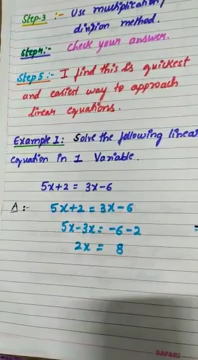 Step-3 :- Use multiplication/
division method.
Step 4:- Check your answer.
Step 5 : I find this is quickest
and easiest way to approach
linear equations.
Example 1: Solve the following linear
equation in 1 Variable.
5x+2 = 3x-6
A :- 5x+2 = 3x-6
5x-3x = -6-2
2x = 8